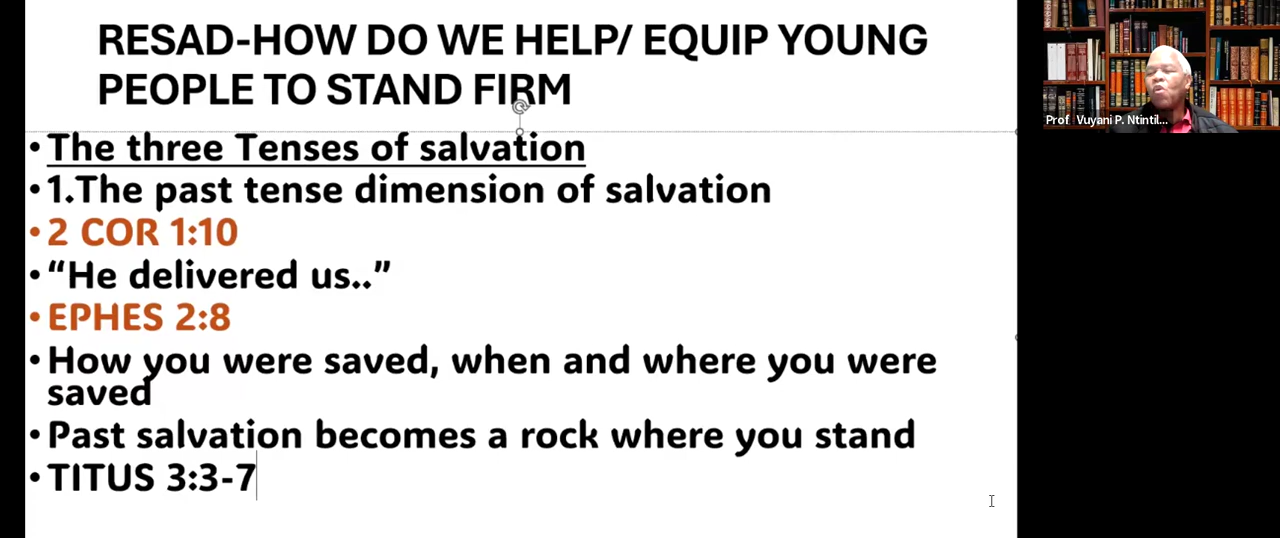 RESAD-HOW DO WE HELP/ EQUIP YOUNG
PEOPLE TO STAND FIRM
• The three Tenses of salvation
• 1.The past tense dimension of salvation
• 2 COR 1:10
• “He delivered us..”
• EPHES 2:8
• How you were saved, when and where you were
saved
• Past salvation becomes a rock where you stand
• TITUS 3:3-7
Prof Vuyani P. Ntintil...